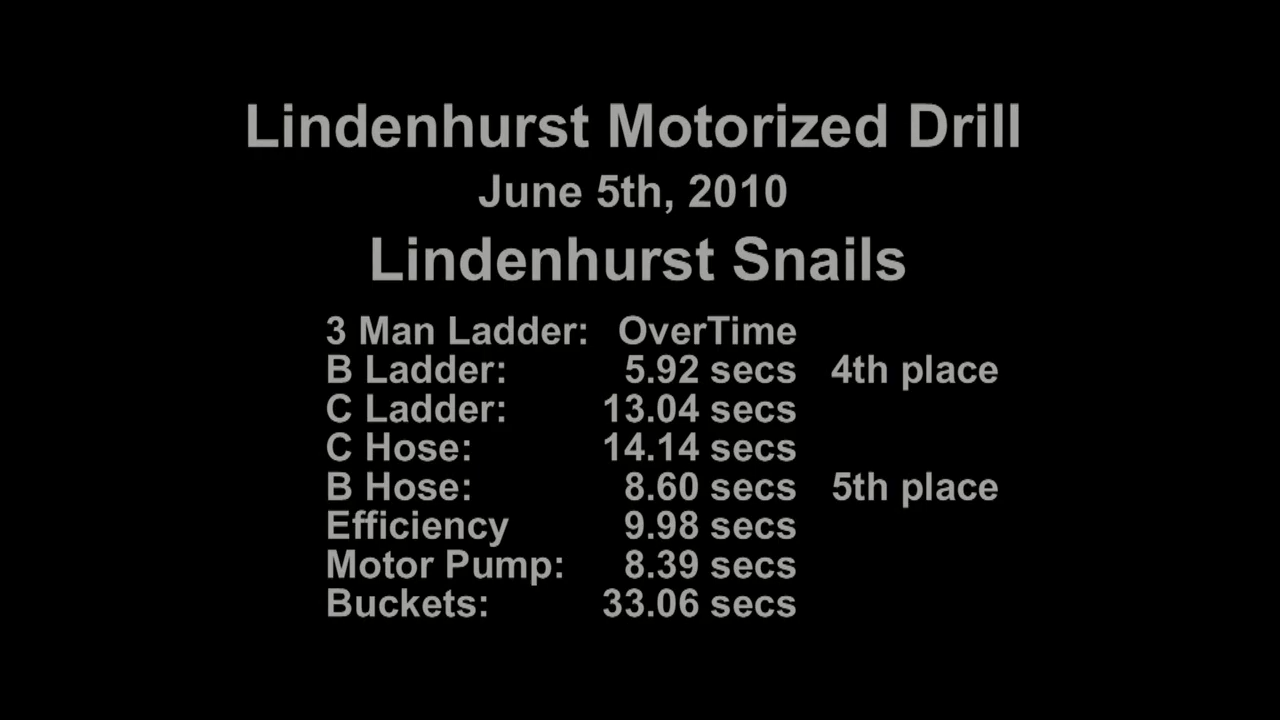 Lindenhurst Motorized Drill
June 5th, 2010
Lindenhurst Snails
3 Man Ladder: OverTime
B Ladder: 5.92 secs 4th place
C Ladder: 13.04 secs
C Hose: 14.14 secs
B Hose: 8.60 secs 5th place
Efficiency 9.98 secs
Motor Pump: 8.39 secs
Buckets: 33.06 secs